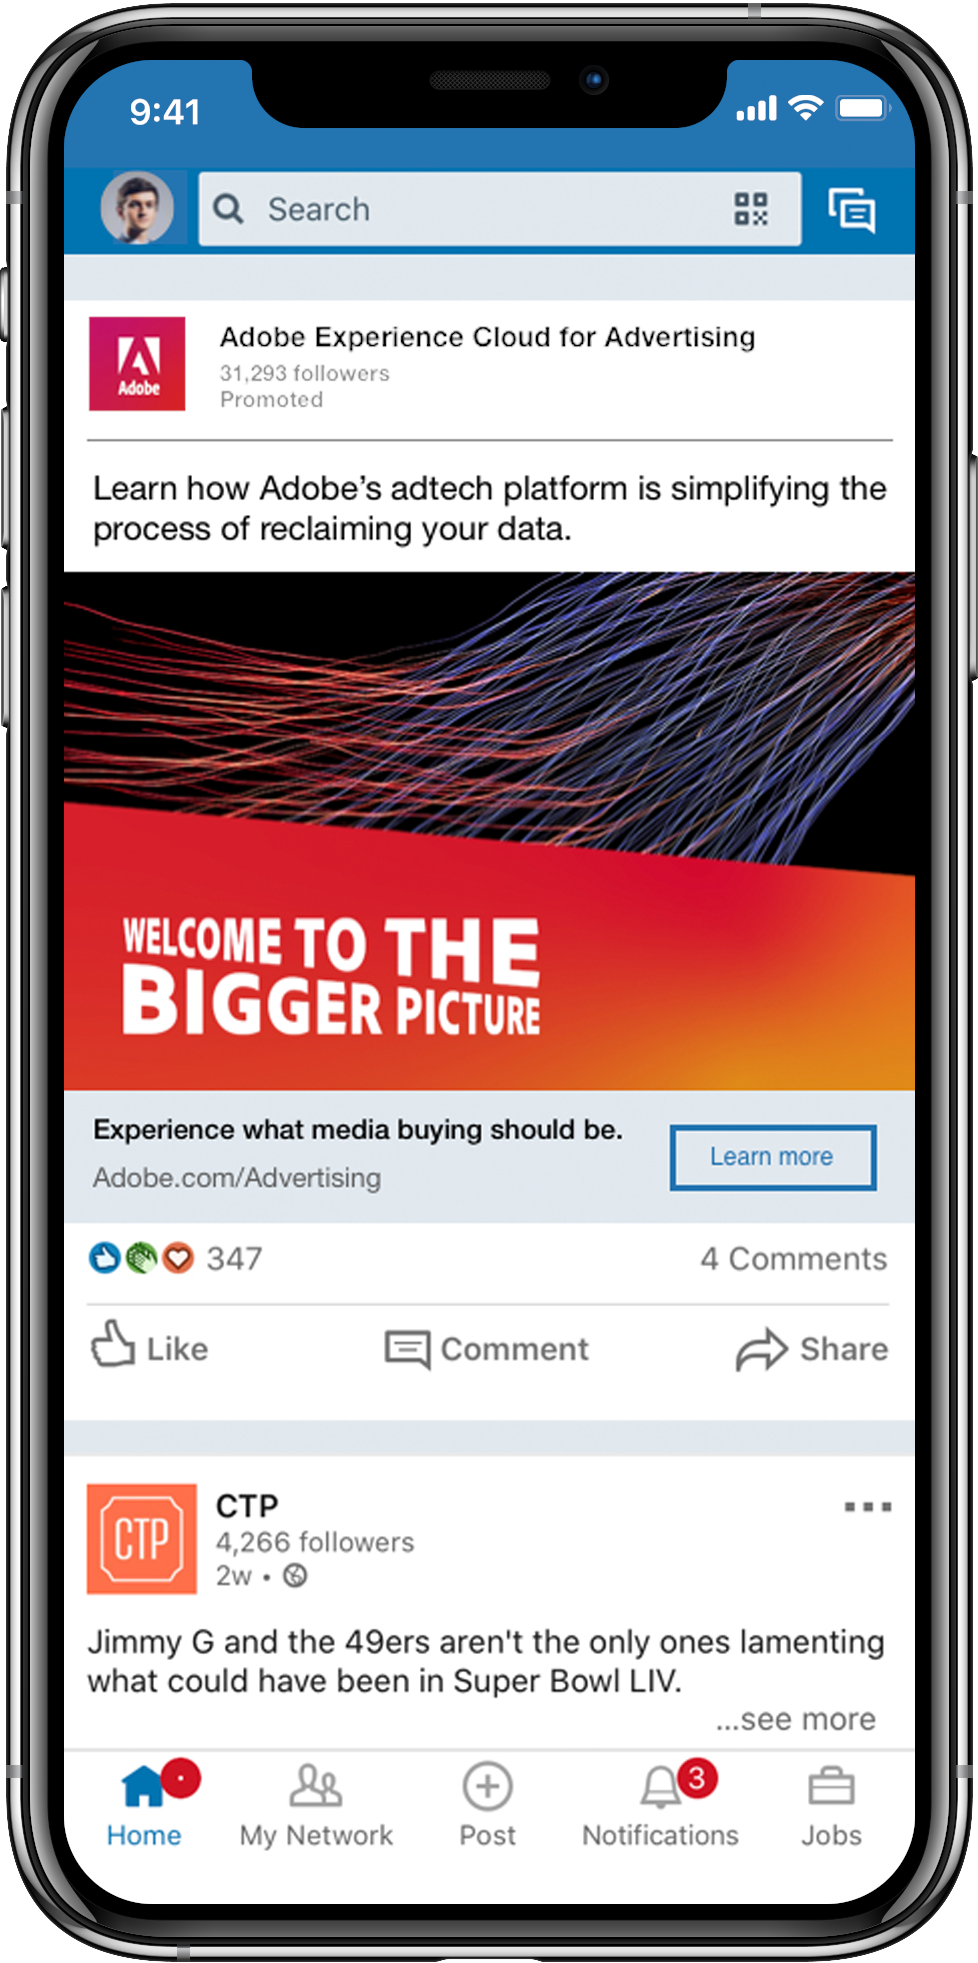 9:41
Search
Adobe
Adobe Experience Cloud for Advertising
31,293 followers
Promoted
Learn how Adobe’s adtech platform is simplifying the
process of reclaiming your data.
WELCOME TO THE
BIGGER PICTURE
Experience what media buying should be.
Adobe.com/Advertising
Learn more
347
4 Comments
Like
Comment
Share
CTP
CTP
4,266 followers
2w •
Jimmy G and the 49ers aren't the only ones lamenting
what could have been in Super Bowl LIV.
...see more
3
Home
My Network
Post
Notifications
Jobs